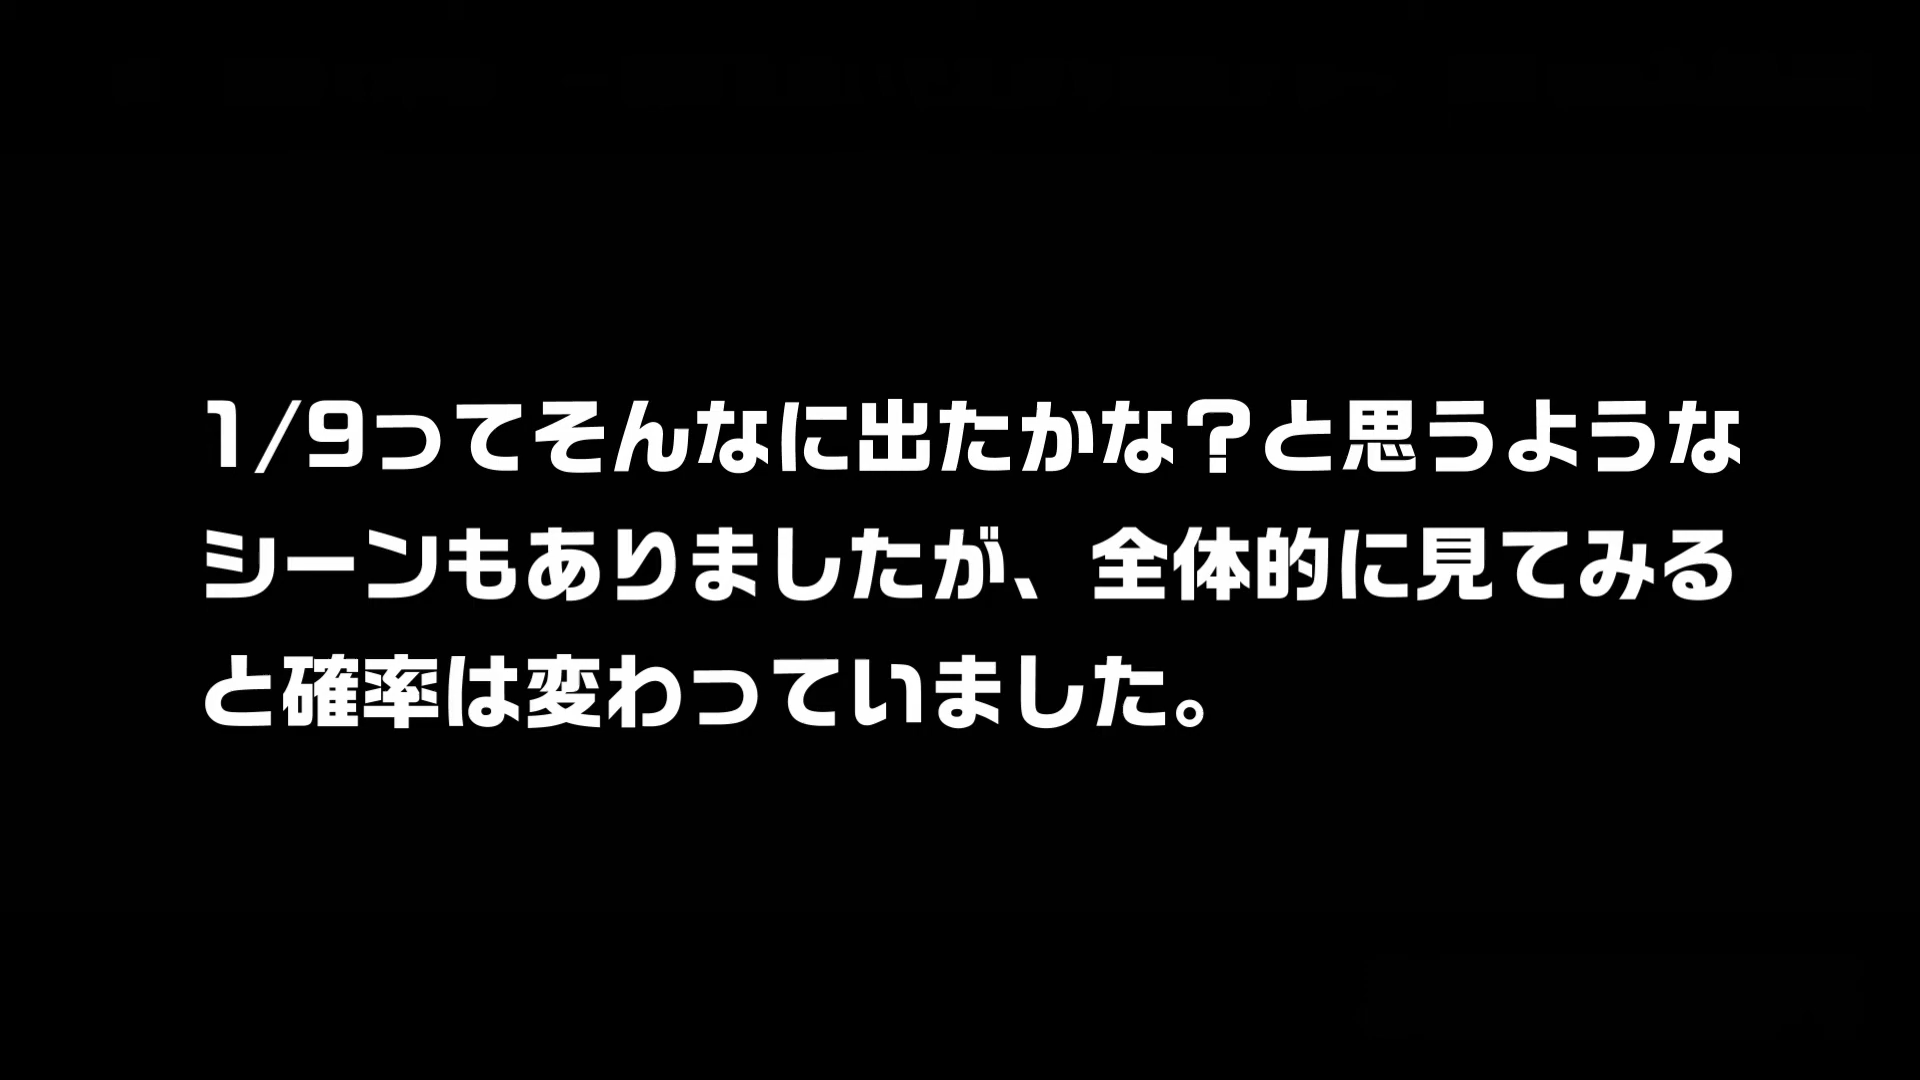 1/9ってそんなに出たかな？と思うような
シーンもありましたが、全体的に見てみる
と確率は変わっていました。